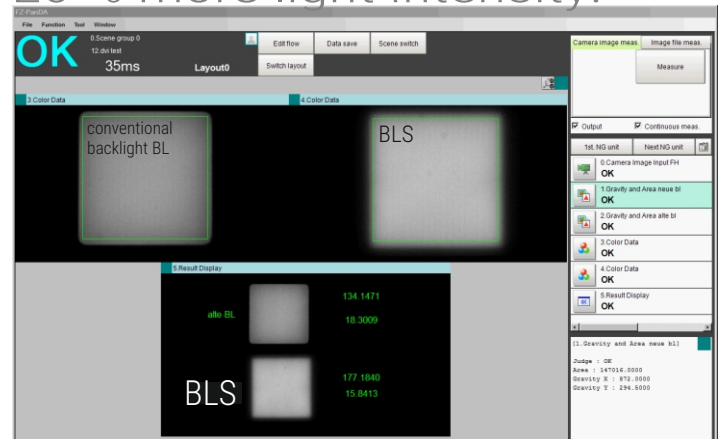 20 % more light intensity.
FZ-PanDA
File Function Tool Window
OK
0.Scene group 0
12.dvi test
35ms
Layout0
Edit flow
Data save
Scene switch
Switch layout
Camera image meas.
Image file meas.
Measure
Output
Continuous meas.
1st. NG unit
Next NG unit
0.Camera Image Input FH
OK
1.Gravity and Area neue bl
OK
2.Gravity and Area alte bl
OK
3.Color Data
OK
4.Color Data
OK
5.Result Display
OK
3.Color Data
4.Color Data
conventional
backlight BL
BLS
5.Result Display
alte BL
134.1471
18.3009
BLS
177.1840
15.8413
[1.Gravity and Area neue bl]
Judge : OK
Area : 147016.0000
Gravity X : 872.0000
Gravity Y : 294.5000